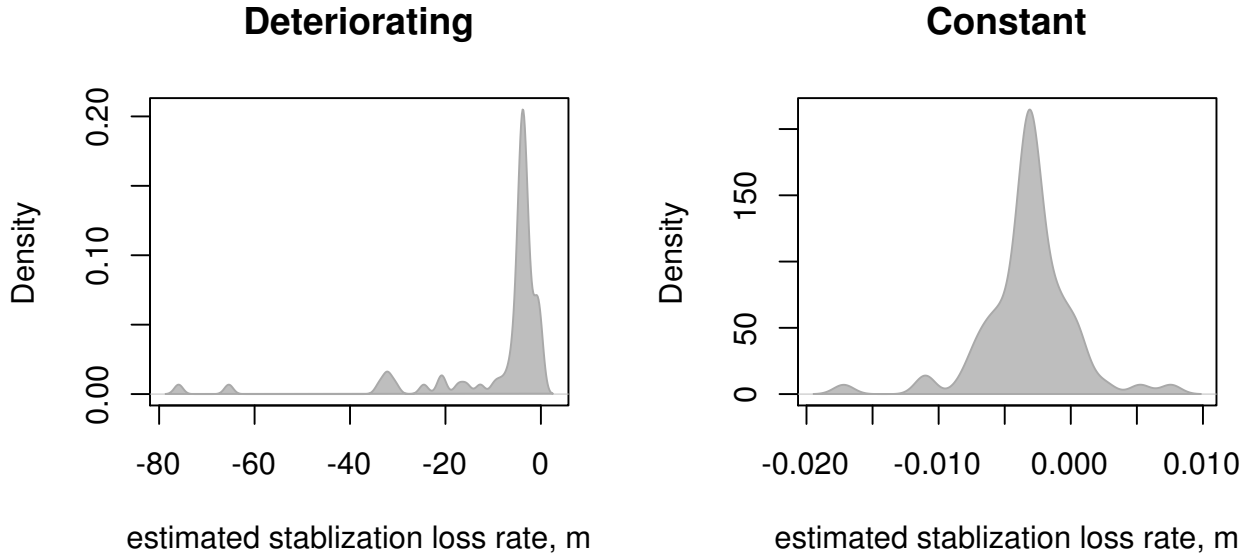 Deteriorating
Density
0.00
0.10
0.20
-80
-60
-40
-20
0
estimated stablization loss rate, m
Constant
Density
0
50
150
-0.020
-0.010
0.000
0.010
estimated stablization loss rate, m